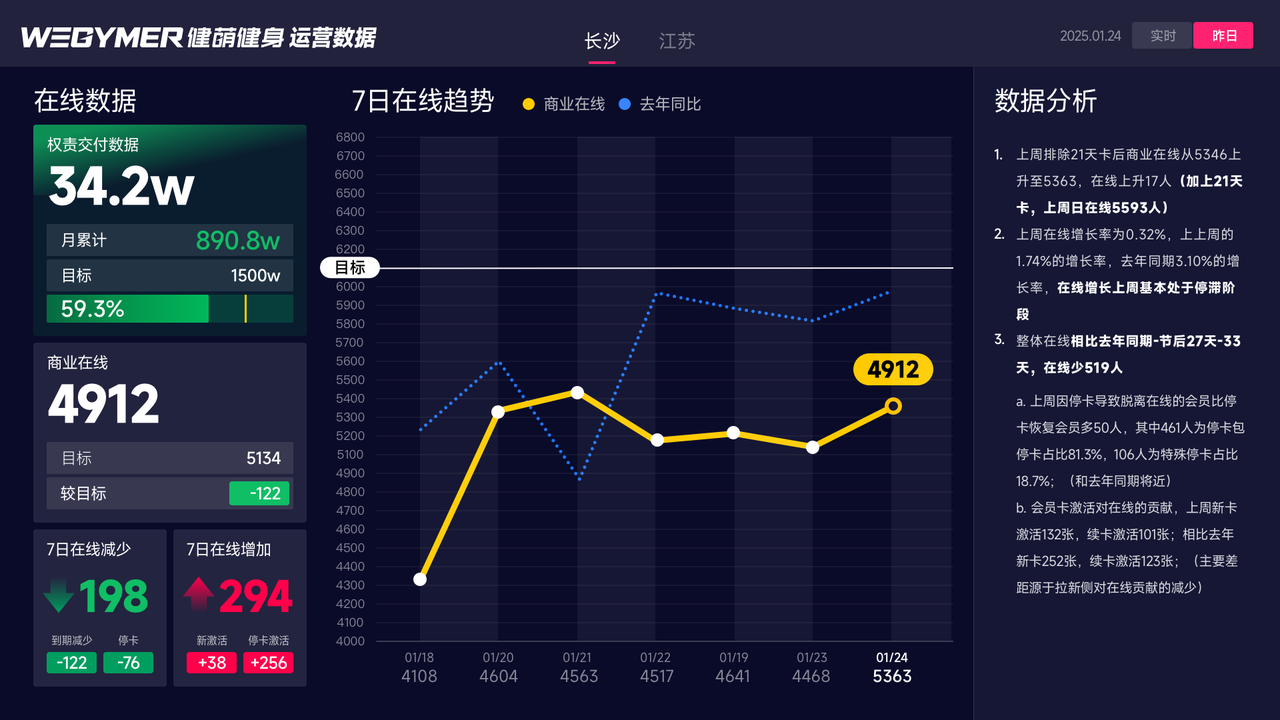 WEGYMER 健萌健身 运营数据
长沙
江苏
2025.01.24
实时
昨日
在线数据
权责交付数据
34.2w
月累计
890.8w
目标
1500w
59.3%
商业在线
4912
目标
5134
较目标
-122
7日在线减少
198
到期减少
停卡
-122
-76
7日在线增加
294
新激活
停卡激活
+38
+256
7日在线趋势
商业在线
去年同比
6800
6700
6600
6500
6400
6300
6200
目标
6000
5900
5800
5700
5600
5500
5400
5300
5200
5100
4900
4800
4700
4600
4500
4400
4300
4200
4100
4000
4912
01/18
01/20
01/21
01/22
01/19
01/23
01/24
4108
4604
4563
4517
4641
4468
5363
数据分析
1. 上周排除21天卡后商业在线从5346上
升至5363，在线上升17人（加上21天
卡，上周日在线5593人）
2. 上周在线增长率为0.32%，上上周的
1.74%的增长率，去年同期3.10%的增
长率，在线增长上周基本处于停滞阶
段
3. 整体在线相比去年同期-节后27天-33
天，在线少519人
a. 上周因停卡导致脱离在线的会员比停
卡恢复会员多50人，其中461人为停卡包
停卡占比81.3%，106人为特殊停卡占比
18.7%；（和去年同期将近）
b. 会员卡激活对在线的贡献，上周新卡
激活132张，续卡激活101张；相比去年
新卡252张，续卡激活123张；（主要差
距源于拉新侧对在线贡献的减少）